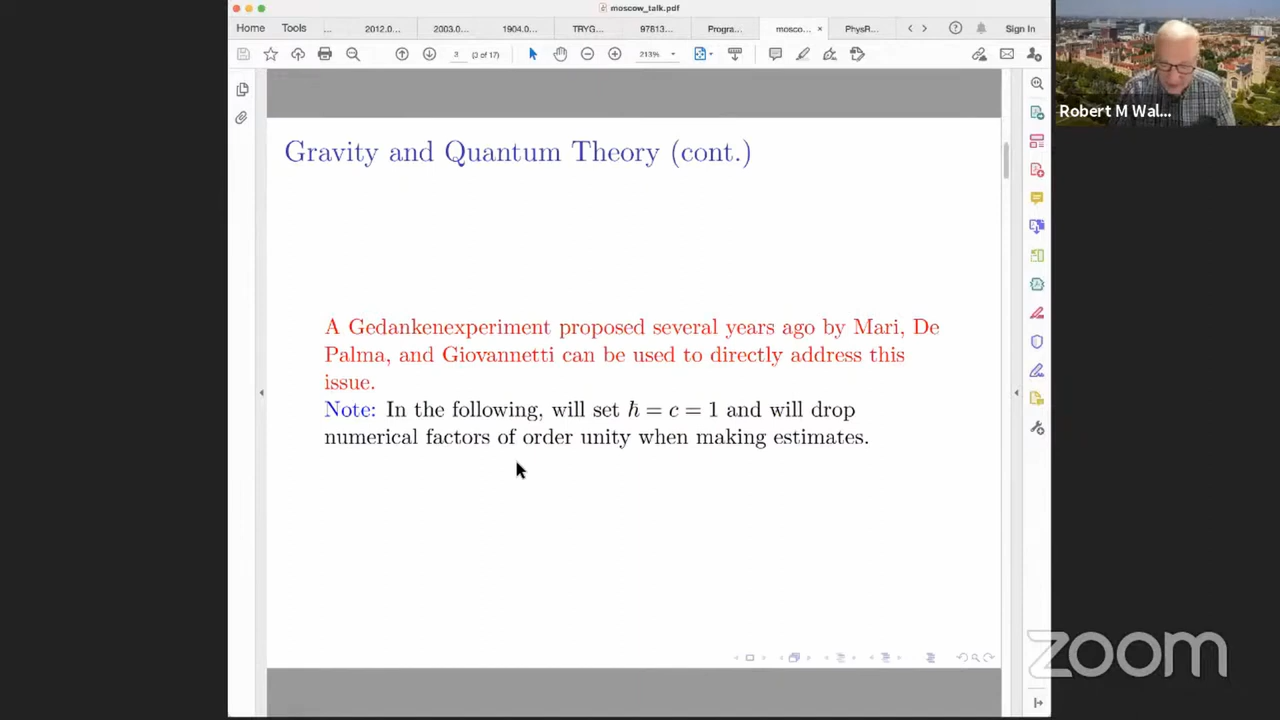 moscow_talk.pdf
Home Tools ... 2012.0... 2003.0... 1904.0... TRYG... 97813... Progra... mosco... × PhysR... Sign In
3 (3 of 17) 213%
Robert M Wal...
Gravity and Quantum Theory (cont.)
A Gedankenexperiment proposed several years ago by Mari, De
Palma, and Giovannetti can be used to directly address this
issue.
Note: In the following, will set ℏ = c = 1 and will drop
numerical factors of order unity when making estimates.
zoom